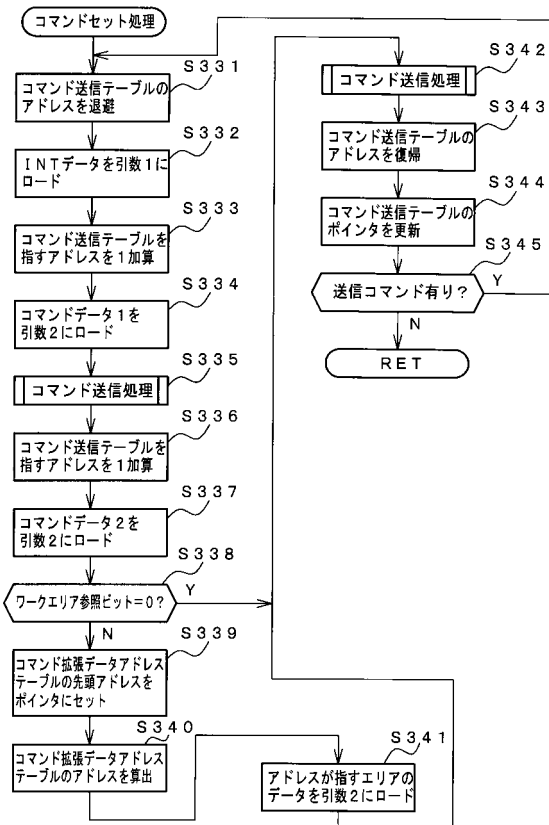 コマンドセット処理
S331
コマンド送信テーブルの
アドレスを退避
S332
INTデータを引数1に
ロード
S333
コマンド送信テーブルを
指すアドレスを1加算
S334
コマンドデータ1を
引数2にロード
S335
コマンド送信処理
S336
コマンド送信テーブルを
指すアドレスを1加算
S337
コマンドデータ2を
引数2にロード
S338
ワークエリア参照ビット=0?
Y
N
S339
コマンド拡張データアドレス
テーブルの先頭アドレスを
ポインタにセット
S340
コマンド拡張データアドレス
テーブルのアドレスを算出
S341
アドレスが指すエリアの
データを引数2にロード
S342
コマンド送信処理
S343
コマンド送信テーブルの
アドレスを復帰
S344
コマンド送信テーブルの
ポインタを更新
S345
送信コマンド有り?
Y
N
RET